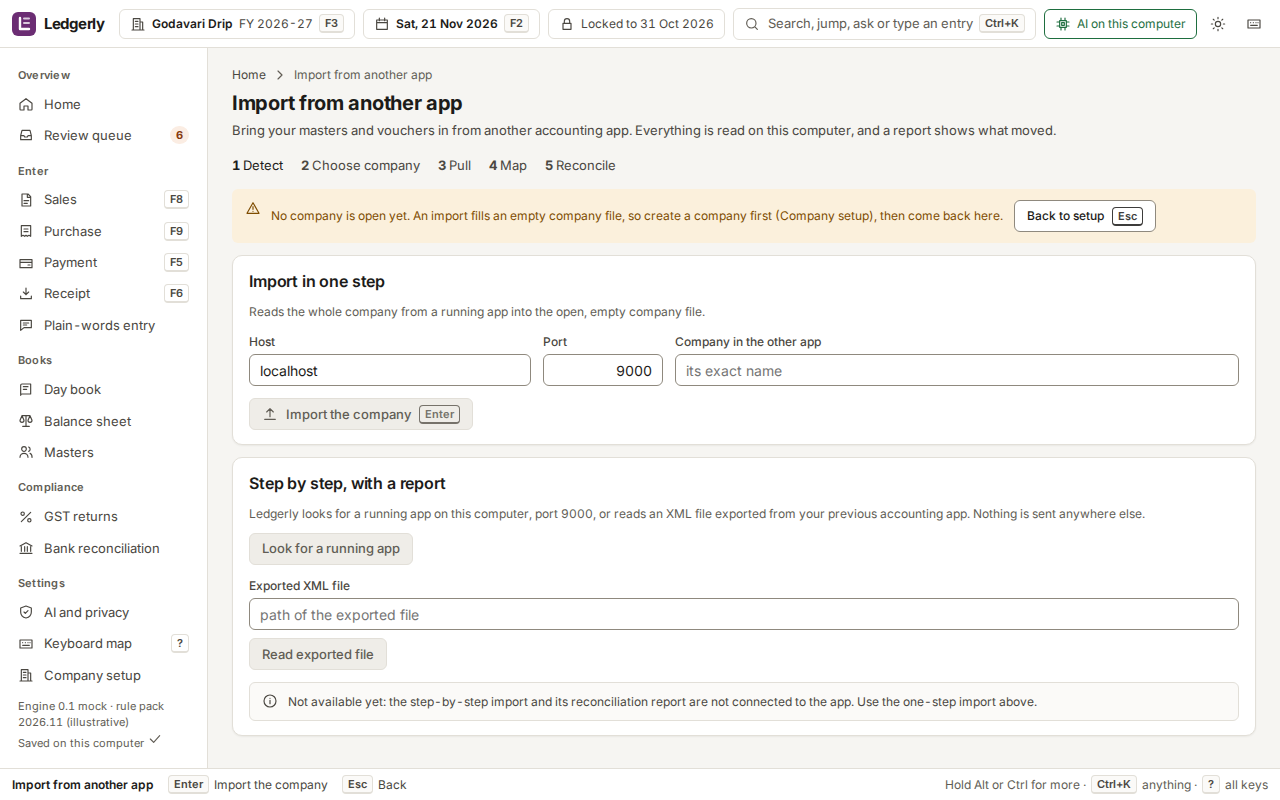 Ledgerly
Godavari Drip FY 2026-27 F3
Sat, 21 Nov 2026 F2
Locked to 31 Oct 2026
Search, jump, ask or type an entry Ctrl+K
AI on this computer
Overview
Home
Review queue 6
Enter
Sales F8
Purchase F9
Payment F5
Receipt F6
Plain-words entry
Books
Day book
Balance sheet
Masters
Compliance
GST returns
Bank reconciliation
Settings
AI and privacy
Keyboard map ?
Company setup
Engine 0.1 mock · rule pack
2026.11 (illustrative)
Saved on this computer
Home > Import from another app
Import from another app
Bring your masters and vouchers in from another accounting app. Everything is read on this computer, and a report shows what moved.
1 Detect 2 Choose company 3 Pull 4 Map 5 Reconcile
No company is open yet. An import fills an empty company file, so create a company first (Company setup), then come back here. Back to setup Esc
Import in one step
Reads the whole company from a running app into the open, empty company file.
Host Port Company in the other app
localhost 9000 its exact name
Import the company Enter
Step by step, with a report
Ledgerly looks for a running app on this computer, port 9000, or reads an XML file exported from your previous accounting app. Nothing is sent anywhere else.
Look for a running app
Exported XML file
path of the exported file
Read exported file
Not available yet: the step-by-step import and its reconciliation report are not connected to the app. Use the one-step import above.
Import from another app Enter Import the company Esc Back
Hold Alt or Ctrl for more · Ctrl+K anything · ? all keys